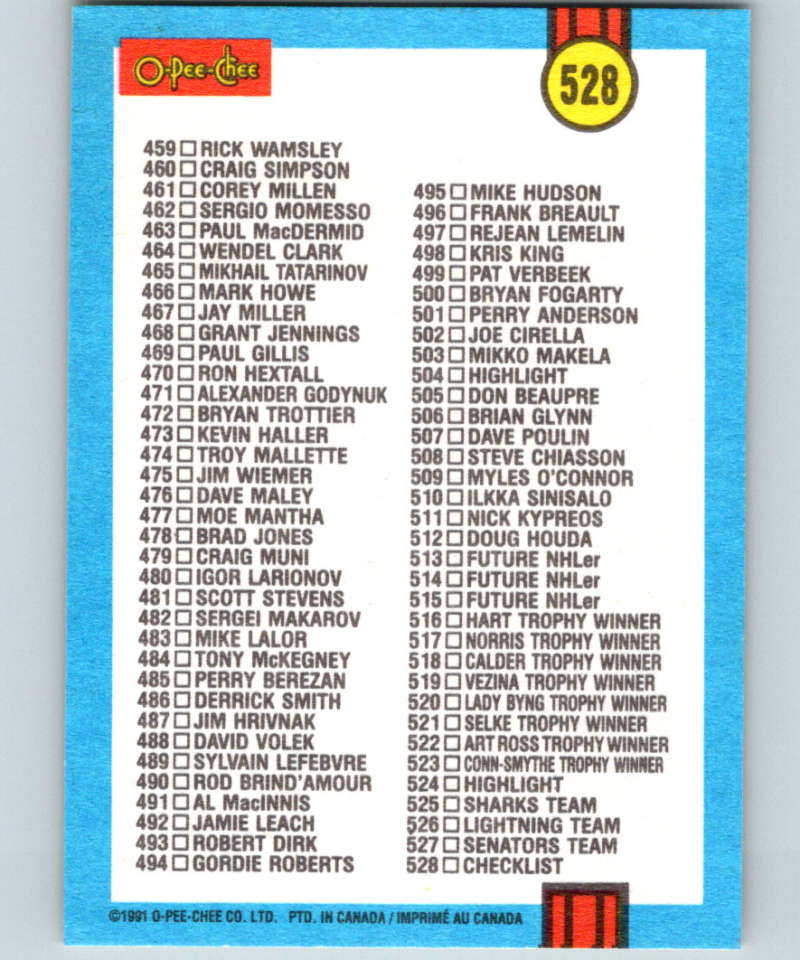 O-Pee-Chee
528
459 □ RICK WAMSLEY
460 □ CRAIG SIMPSON
461 □ COREY MILLEN
462 □ SERGIO MOMESSO
463 □ PAUL MacDERMID
464 □ WENDEL CLARK
465 □ MIKHAIL TATARINOV
466 □ MARK HOWE
467 □ JAY MILLER
468 □ GRANT JENNINGS
469 □ PAUL GILLIS
470 □ RON HEXTALL
471 □ ALEXANDER GODYNUK
472 □ BRYAN TROTTIER
473 □ KEVIN HALLER
474 □ TROY MALLETTE
475 □ JIM WIEMER
476 □ DAVE MALEY
477 □ MOE MANTHA
478 □ BRAD JONES
479 □ CRAIG MUNI
480 □ IGOR LARIONOV
481 □ SCOTT STEVENS
482 □ SERGEI MAKAROV
483 □ MIKE LALOR
484 □ TONY McKEGNEY
485 □ PERRY BEREZAN
486 □ DERRICK SMITH
487 □ JIM HRIVNAK
488 □ DAVID VOLEK
489 □ SYLVAIN LEFEBVRE
490 □ ROD BRIND'AMOUR
491 □ AL MacINNIS
492 □ JAMIE LEACH
493 □ ROBERT DIRK
494 □ GORDIE ROBERTS
495 □ MIKE HUDSON
496 □ FRANK BREAULT
497 □ REJEAN LEMELIN
498 □ KRIS KING
499 □ PAT VERBEEK
500 □ BRYAN FOGARTY
501 □ PERRY ANDERSON
502 □ JOE CIRELLA
503 □ MIKKO MAKELA
504 □ HIGHLIGHT
505 □ DON BEAUPRE
506 □ BRIAN GLYNN
507 □ DAVE POULIN
508 □ STEVE CHIASSON
509 □ MYLES O'CONNOR
510 □ ILKKA SINISALO
511 □ NICK KYPREOS
512 □ DOUG HOUDA
513 □ FUTURE NHLer
514 □ FUTURE NHLer
515 □ FUTURE NHLer
516 □ HART TROPHY WINNER
517 □ NORRIS TROPHY WINNER
518 □ CALDER TROPHY WINNER
519 □ VEZINA TROPHY WINNER
520 □ LADY BYNG TROPHY WINNER
521 □ SELKE TROPHY WINNER
522 □ ART ROSS TROPHY WINNER
523 □ CONN-SMYTHE TROPHY WINNER
524 □ HIGHLIGHT
525 □ SHARKS TEAM
526 □ LIGHTNING TEAM
527 □ SENATORS TEAM
528 □ CHECKLIST
©1991 O-PEE-CHEE CO. LTD. PTD. IN CANADA / IMPRIMÉ AU CANADA